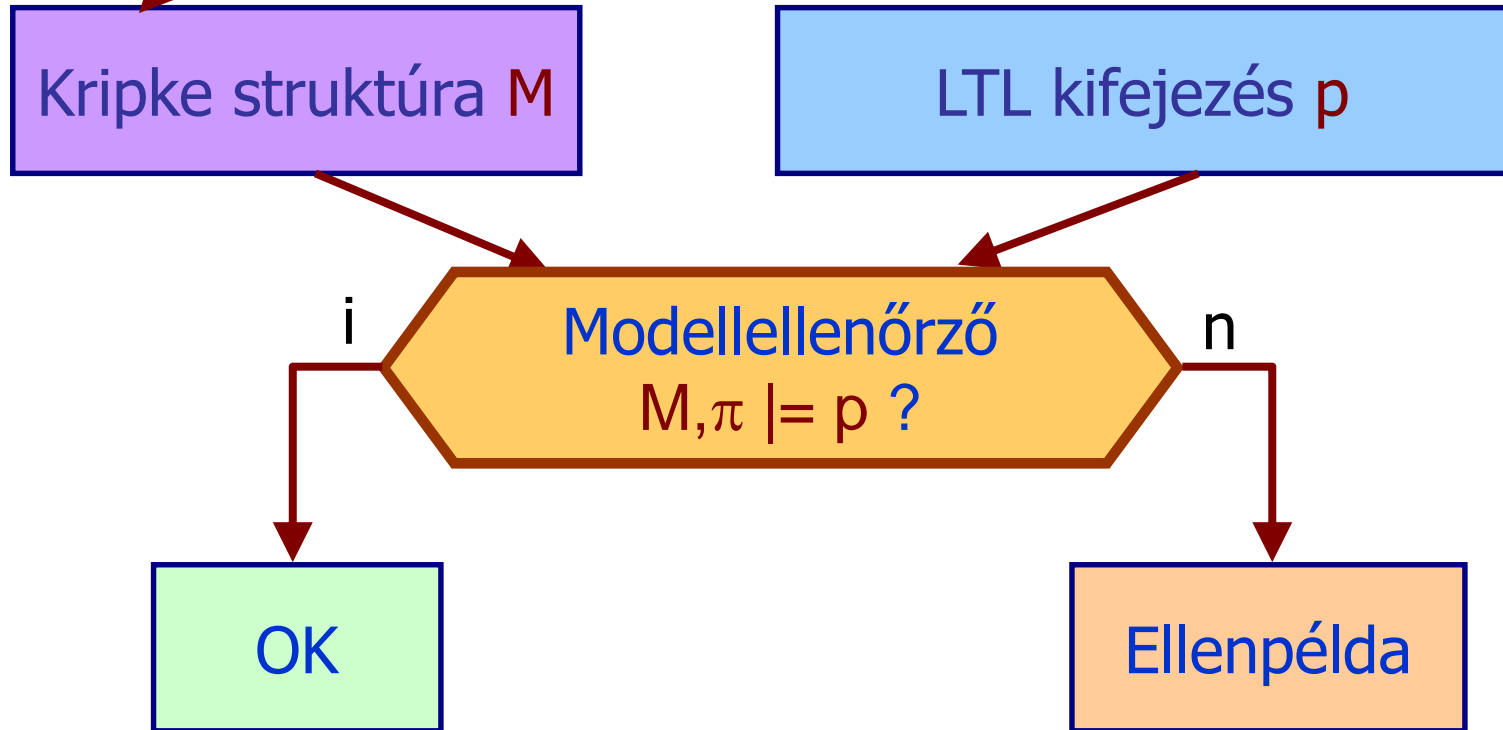 Kripke struktúra M
LTL kifejezés p
i
Modellellenőrző
n
M,π |= p ?
OK
Ellenpélda